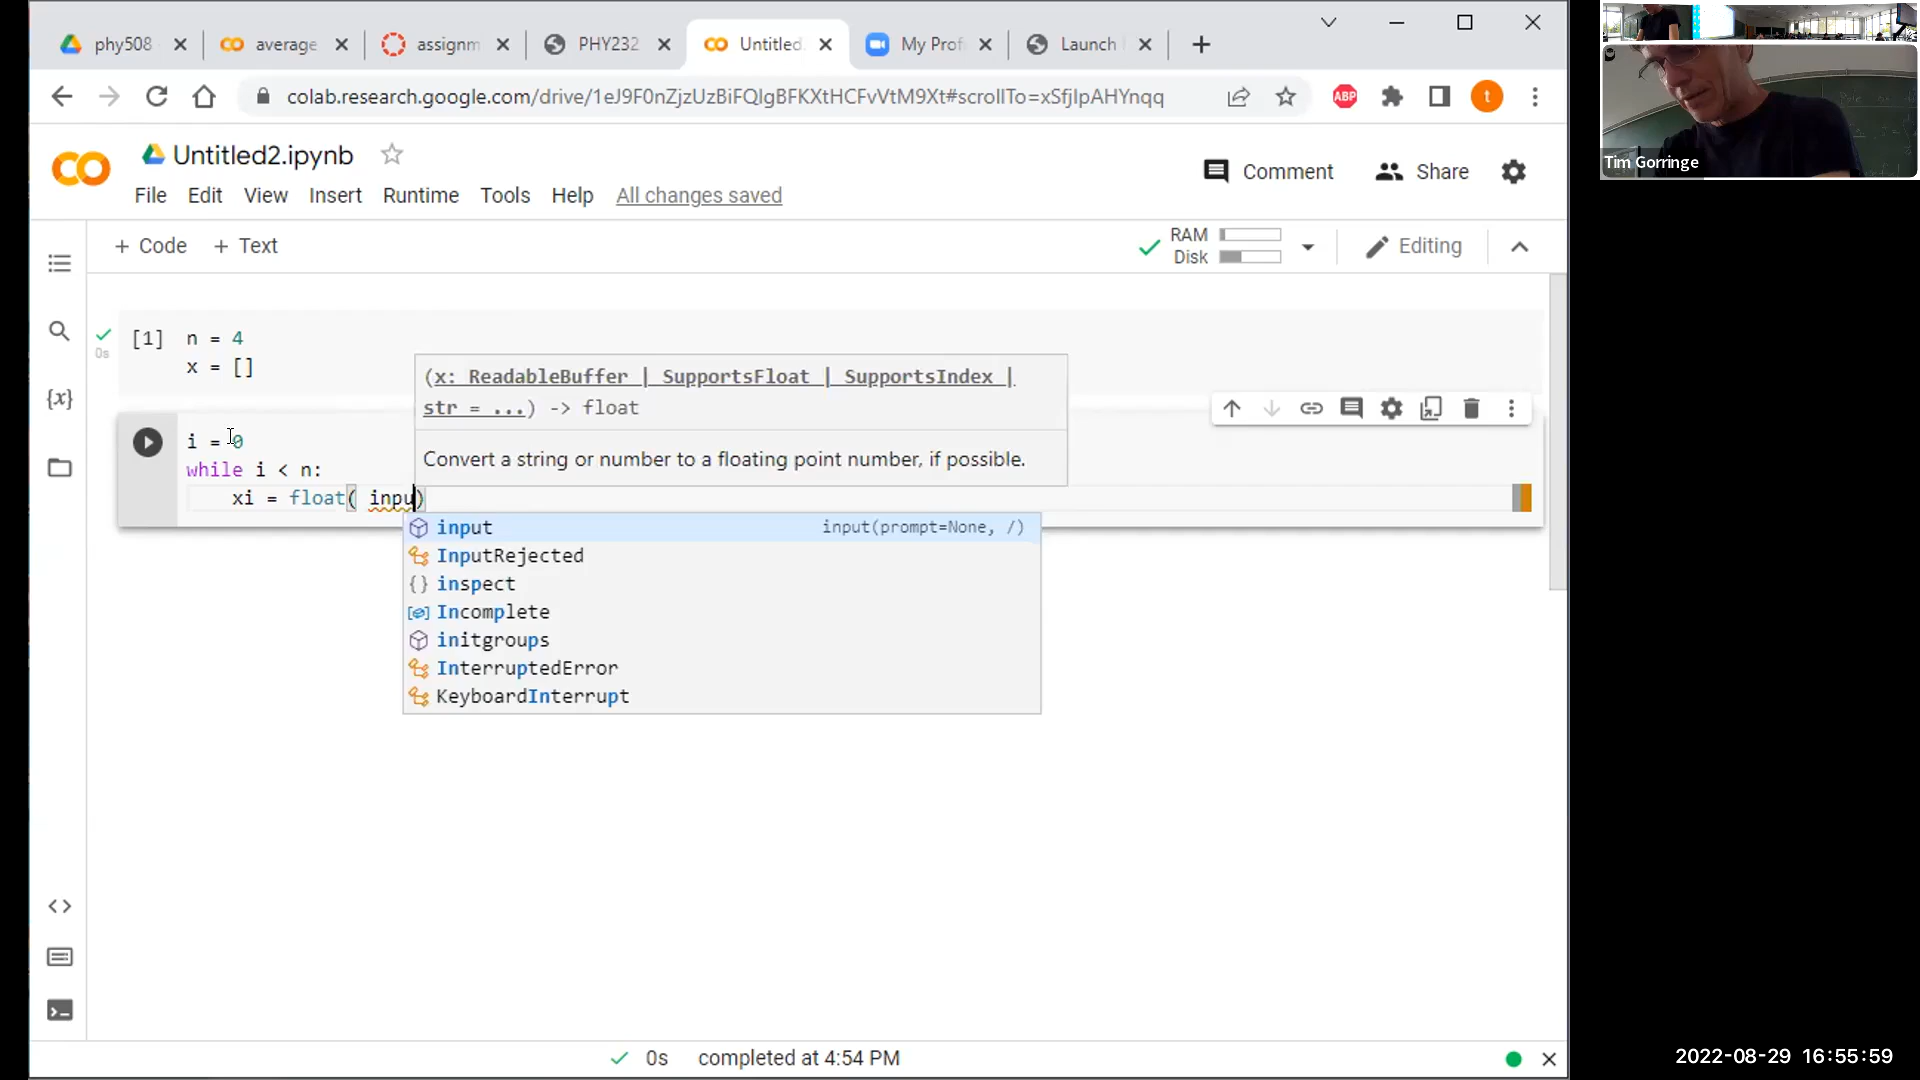 phy508
average
assignm
PHY232
Untitled.
My Prof
Launch
colab.research.google.com/drive/1eJ9F0nZjzUzBiFQIgBFKXtHCFvVtM9Xt#scrollTo=xSfjIpAHYnqq
ABP
t
Untitled2.ipynb
Comment
Share
File Edit View Insert Runtime Tools Help All changes saved
+ Code + Text
RAM
Disk
Editing
[1] n = 4
x = []
0s
(x: ReadableBuffer | SupportsFloat | SupportsIndex |
str = ...) -> float
Convert a string or number to a floating point number, if possible.
{x}
i = 0
while i < n:
xi = float( inpu)
input input(prompt=None, /)
InputRejected
inspect
Incomplete
initgroups
InterruptedError
KeyboardInterrupt
0s completed at 4:54 PM
Tim Gorringe
2022-08-29 16:55:59